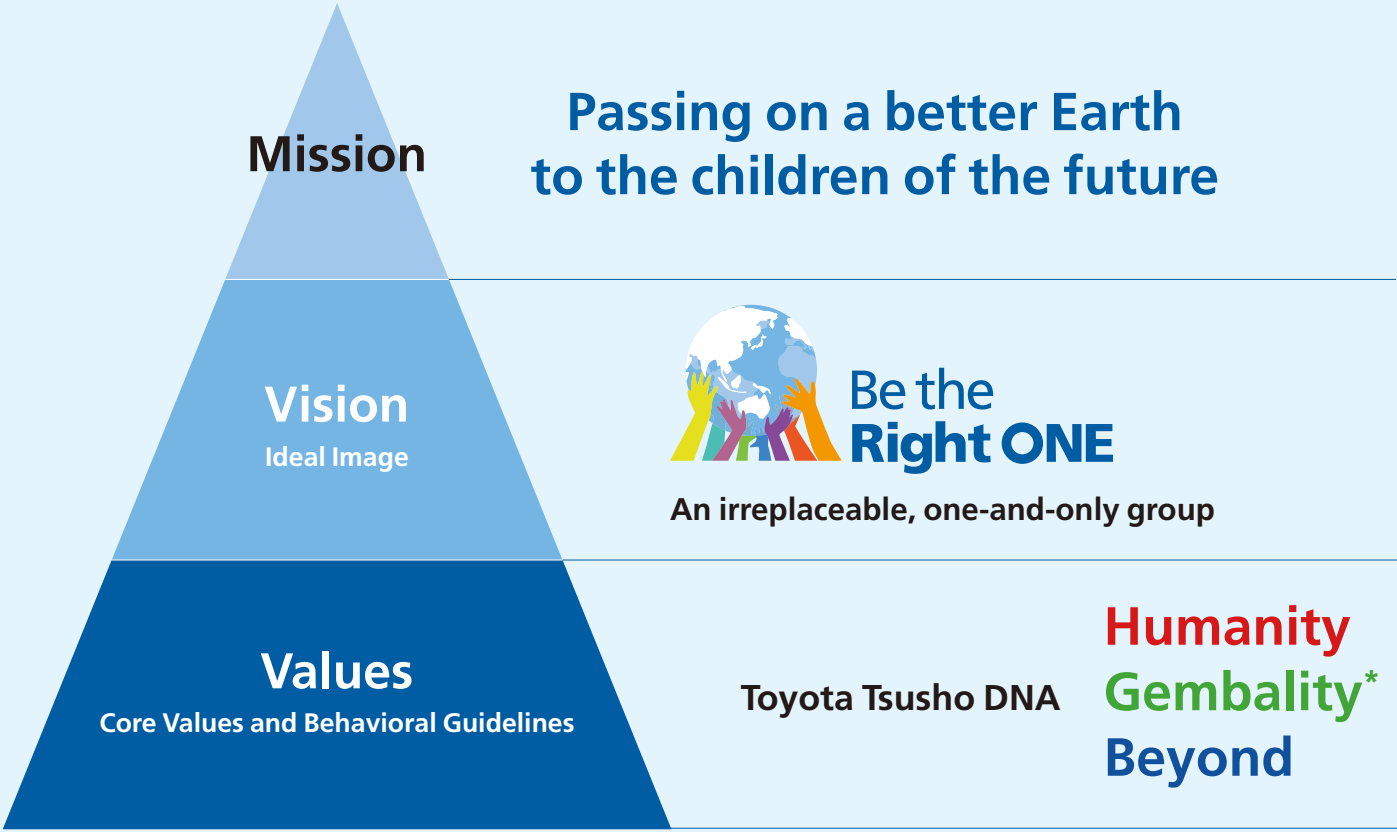 Mission
Passing on a better Earth
to the children of the future
Vision
Ideal Image
Be the
Right ONE
An irreplaceable, one-and-only group
Values
Core Values and Behavioral Guidelines
Toyota Tsusho DNA
Humanity
Gembality*
Beyond